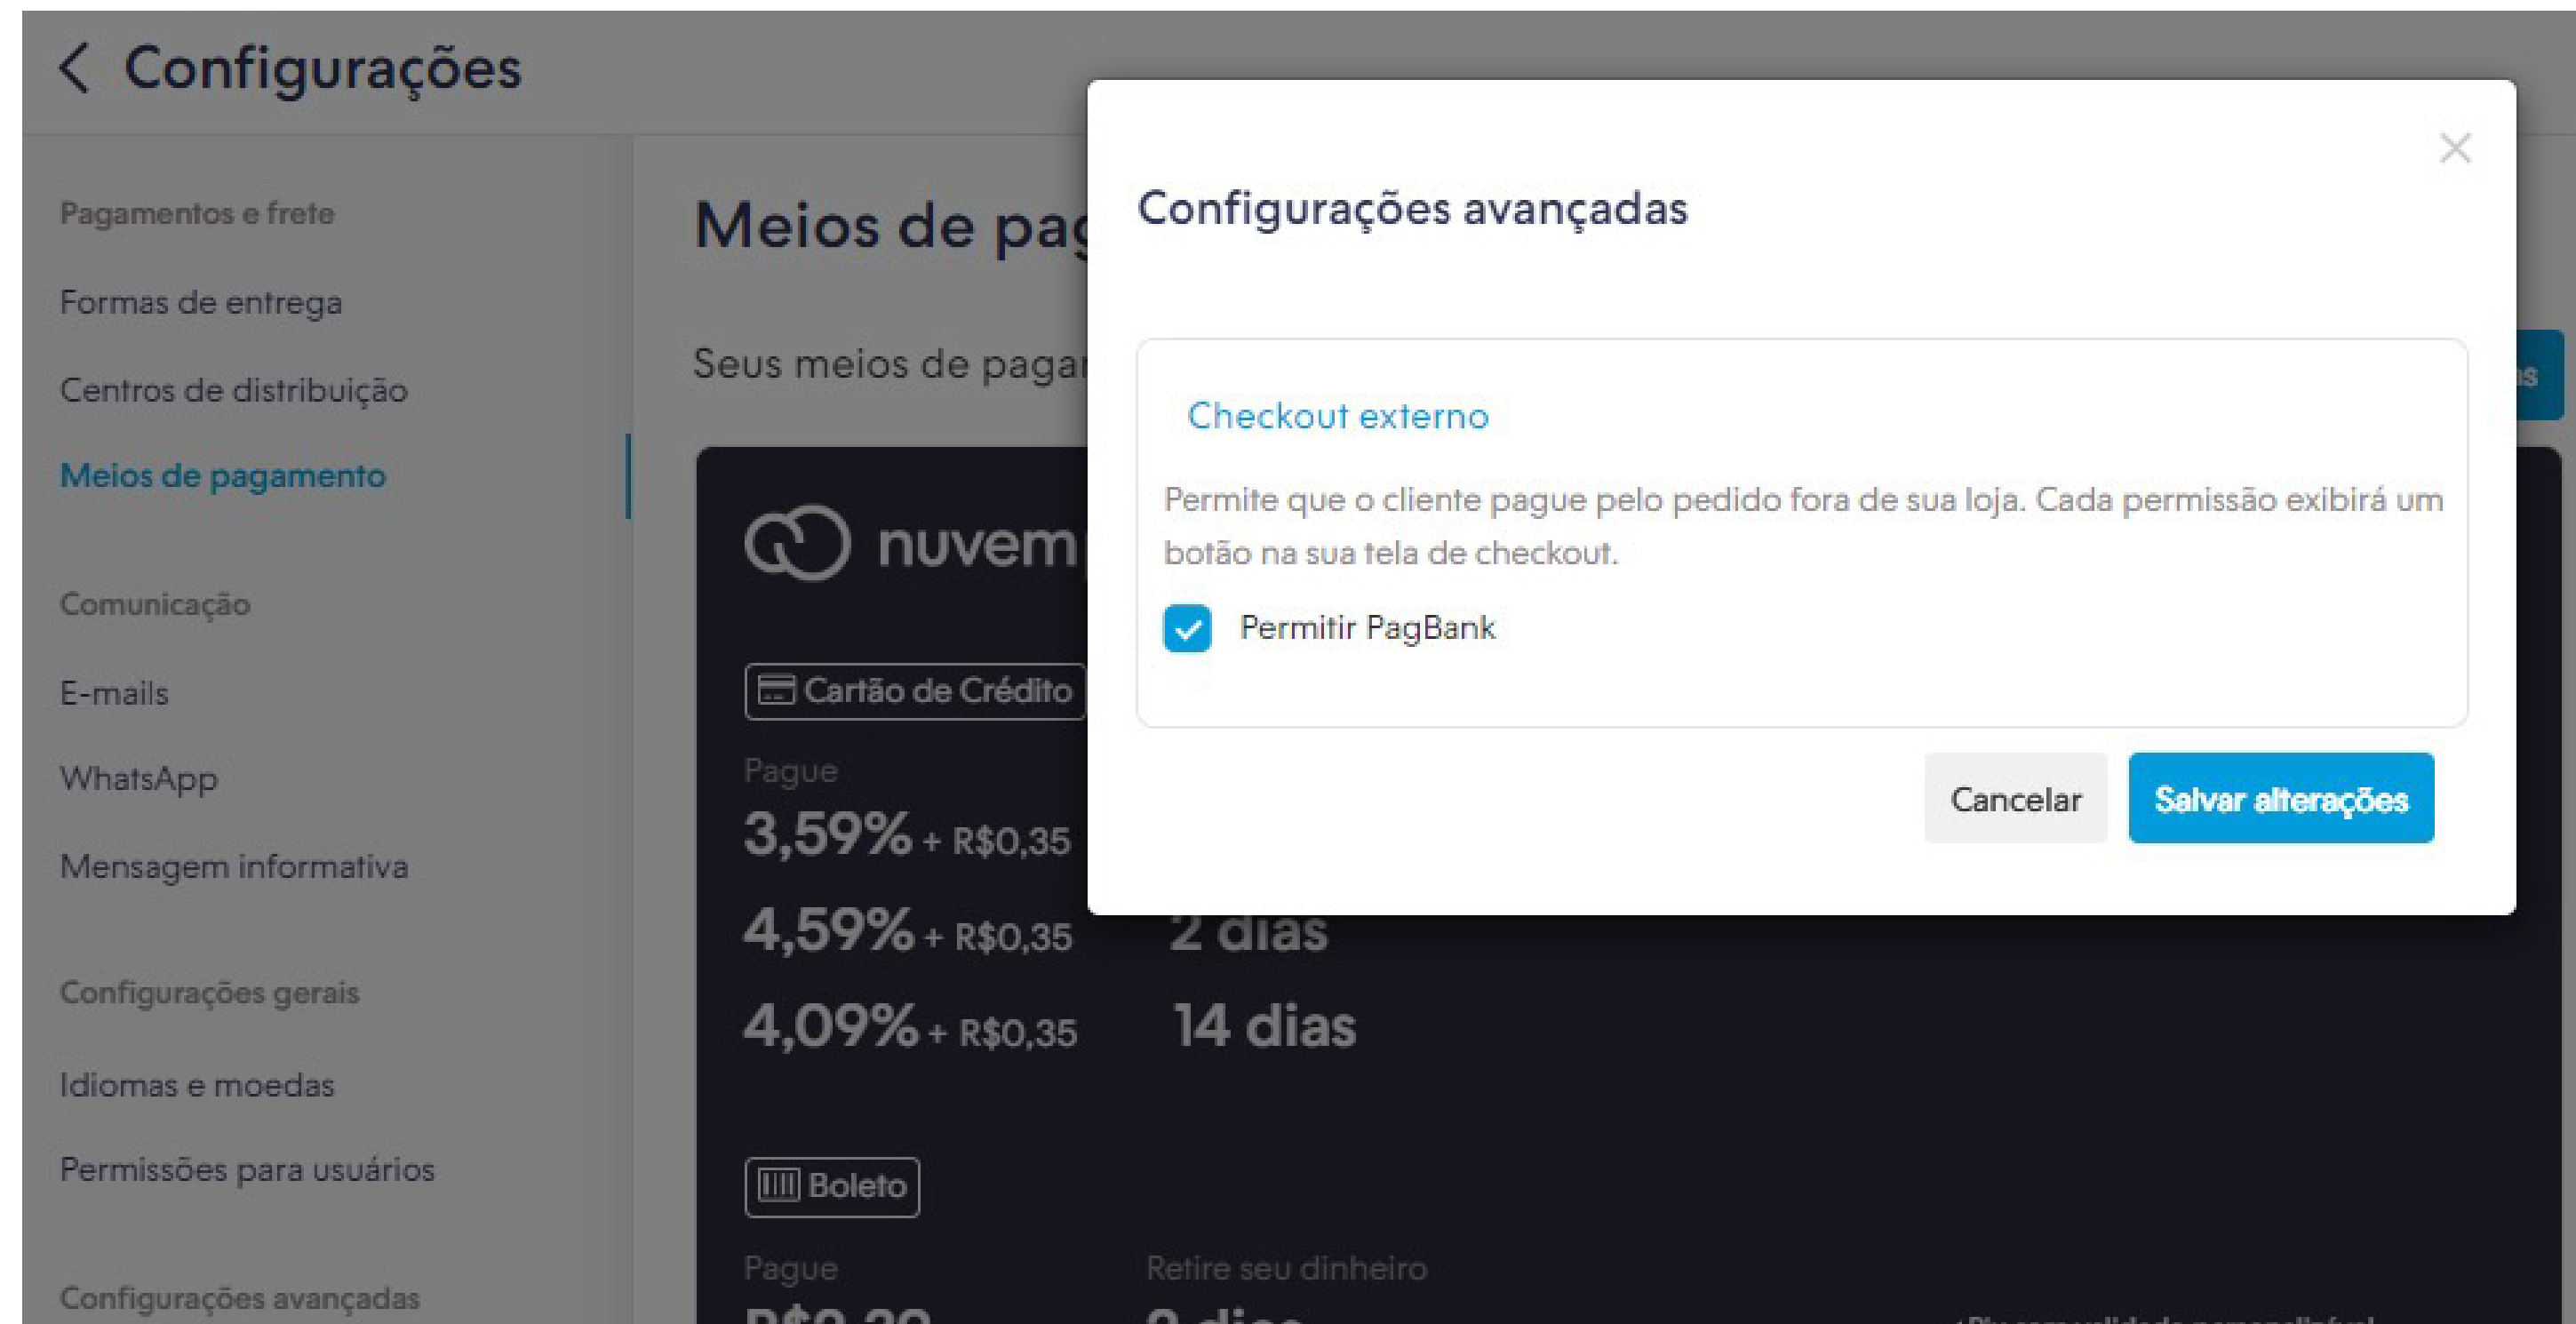 Configurações
Pagamentos e frete
Formas de entrega
Centros de distribuição
Meios de pagamento
Comunicação
E-mails
WhatsApp
Mensagem informativa
Configurações gerais
Idiomas e moedas
Permissões para usuários
Configurações avançadas
Meios de
Seus meios de
Cartão de Crédito
Pague
3,59% + R$0,35
4,59% + R$0,35 2 dias
4,09% + R$0,35 14 dias
Boleto
Pague Retire seu dinheiro
Configurações avançadas
Checkout externo
Permite que o cliente pague pelo pedido fora de sua loja. Cada permissão exibirá um
botão na sua tela de checkout.
Permitir PagBank
Cancelar Salvar alterações